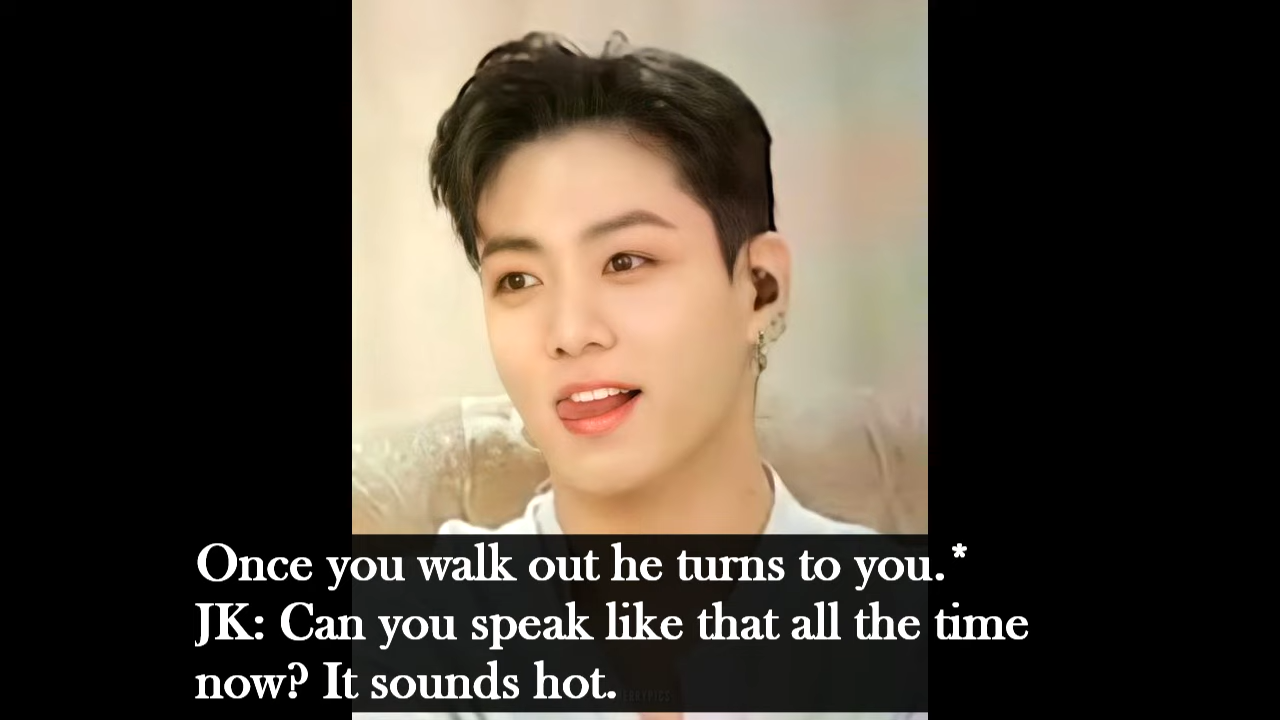 Once you walk out he turns to you.*
JK: Can you speak like that all the time
now? It sounds hot.